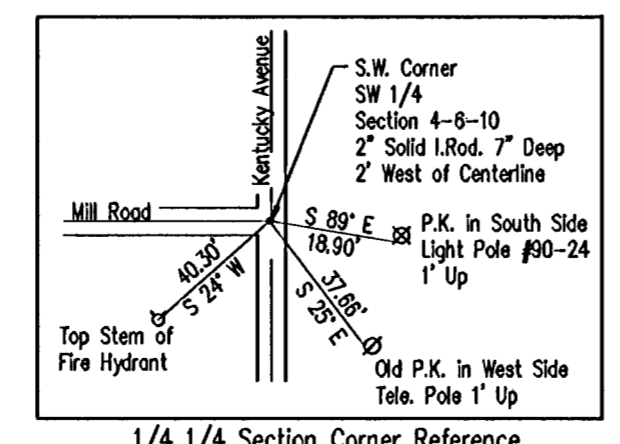 Kentucky Avenue
S.W. Corner
SW 1/4
Section 4-6-10
2" Solid I.Rod. 7" Deep
2' West of Centerline
Mill Road
S 89° E
18.90'
P.K. in South Side
Light Pole #90-24
1' Up
40.30'
S 24° W
37.66'
S 25° E
Top Stem of
Fire Hydrant
Old P.K. in West Side
Tele. Pole 1' Up
1/4 1/4 Section Corner Reference